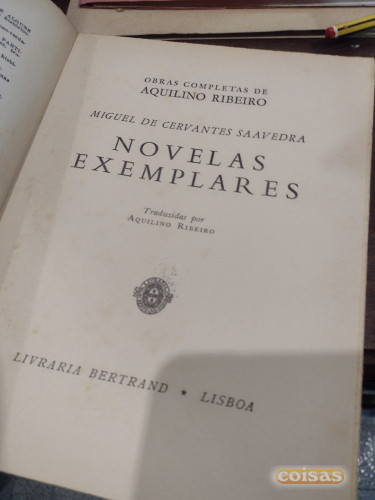 OBRAS COMPLETAS DE
AQUILINO RIBEIRO
MIGUEL DE CERVANTES SAAVEDRA
NOVELAS
EXEMPLARES
Traduzidas por
AQUILINO RIBEIRO
LIVRARIA BERTRAND * LISBOA
coisas